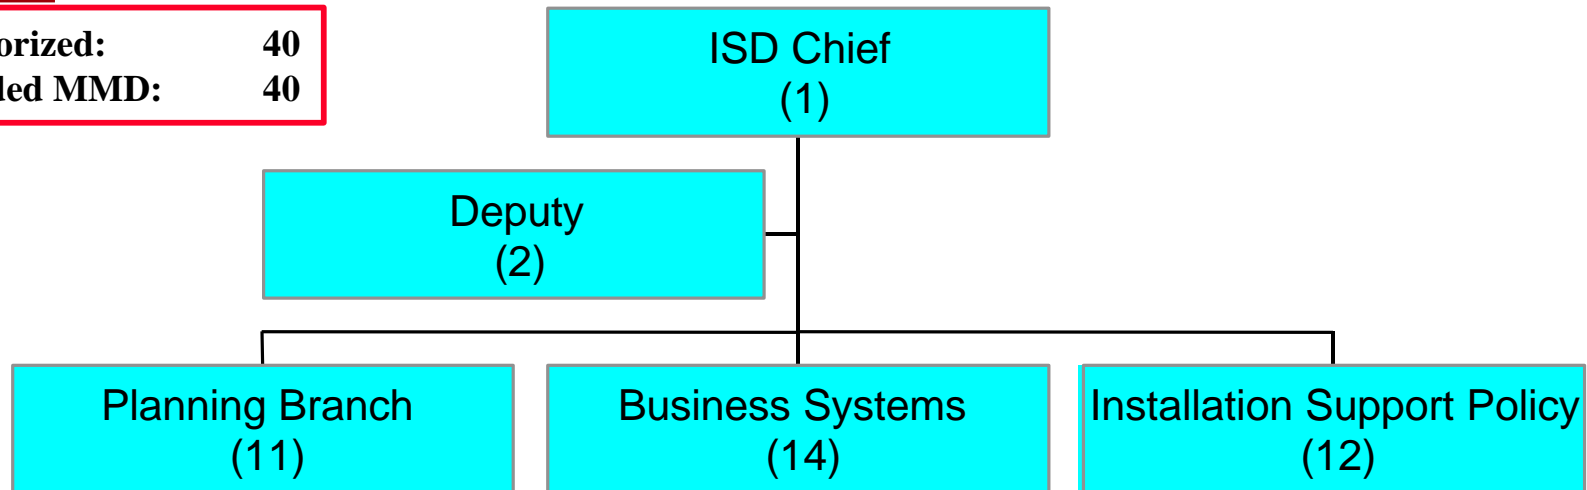 orized: 40
ded MMD: 40
ISD Chief
(1)
Deputy
(2)
Planning Branch
(11)
Business Systems
(14)
Installation Support Policy
(12)